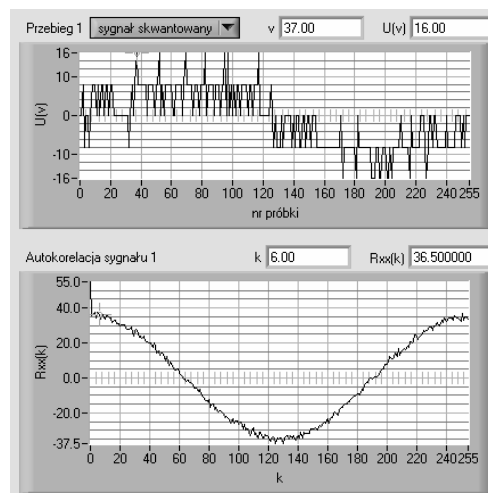 Przebieg 1 sygnał skwantowany v 37.00 U(v) 16.00
16
10
0
-10
-16
U(v)
0 20 40 60 80 100 120 140 160 180 200 220 240 255
nr próbki
Autokorelacja sygnału 1 k 6.00 Rxx(k) 36.500000
55.0
40.0
20.0
0.0
-20.0
-37.5
Rxx(k)
0 20 40 60 80 100 120 140 160 180 200 220 240 255
k